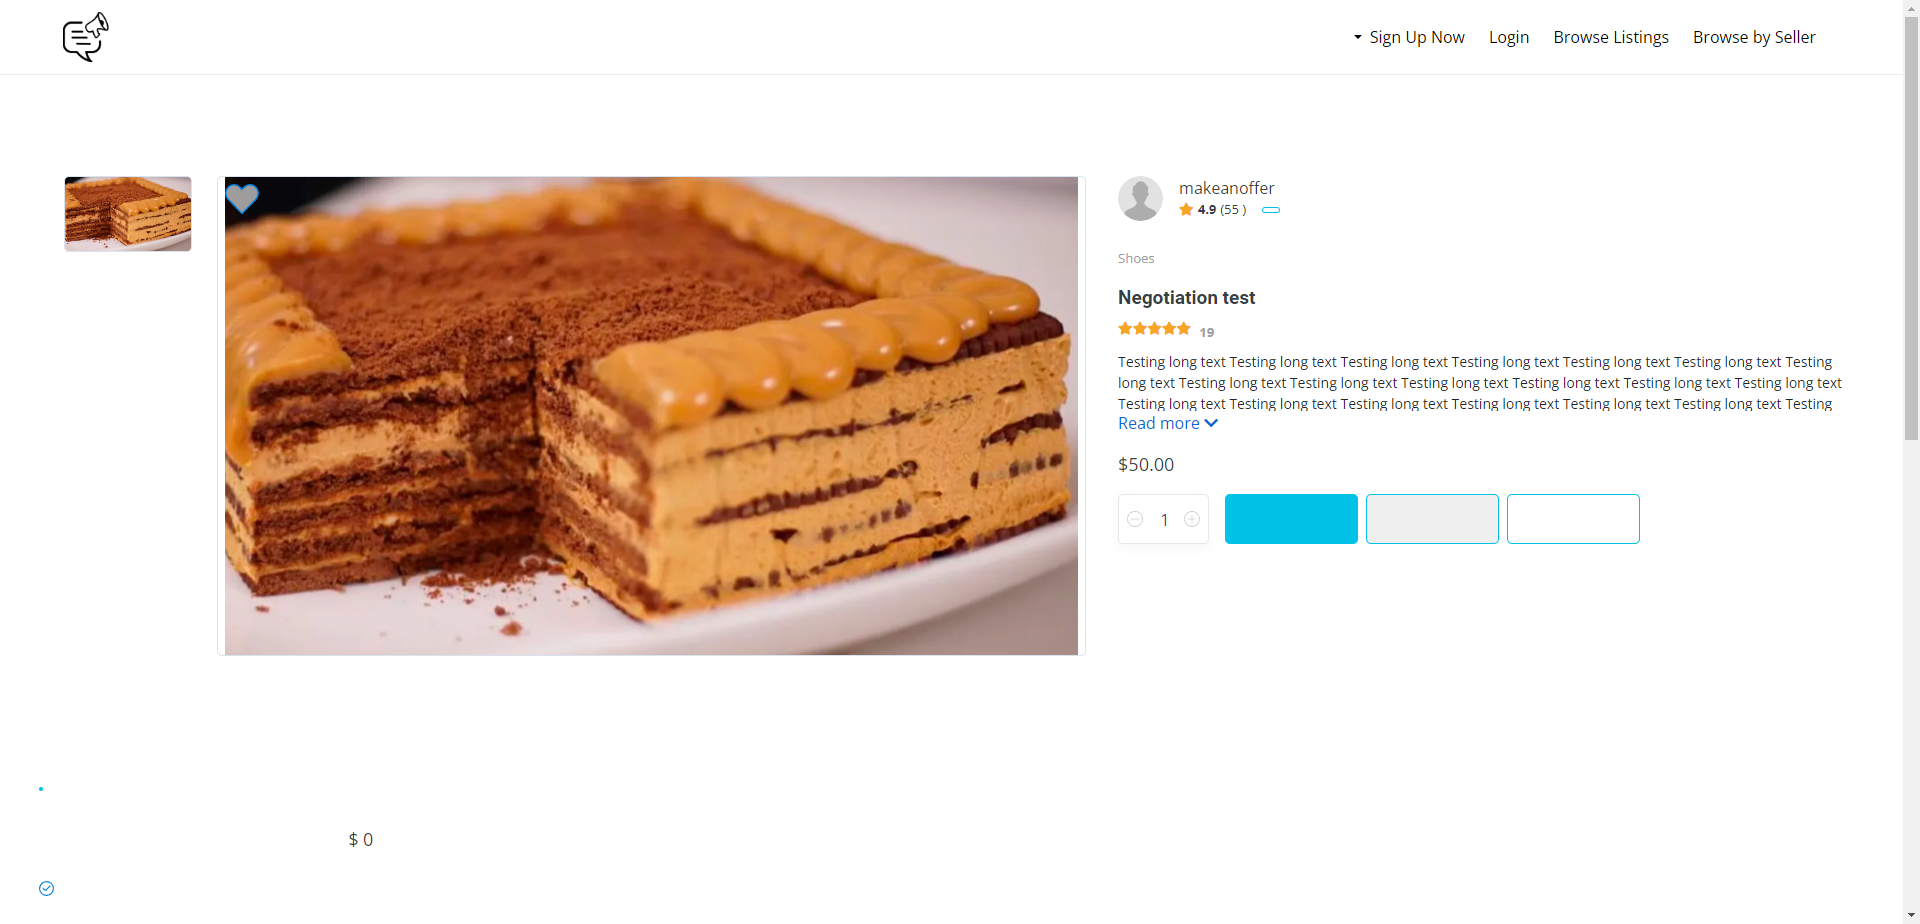 Sign Up Now Login Browse Listings Browse by Seller
makeanoffer
4.9 (55 )
Shoes
Negotiation test
19
Testing long text Testing long text Testing long text Testing long text Testing long text Testing long text Testing
long text Testing long text Testing long text Testing long text Testing long text Testing long text Testing long text
Testing long text Testing long text Testing long text Testing long text Testing long text Testing long text Testing
Read more
$50.00
1
$ 0